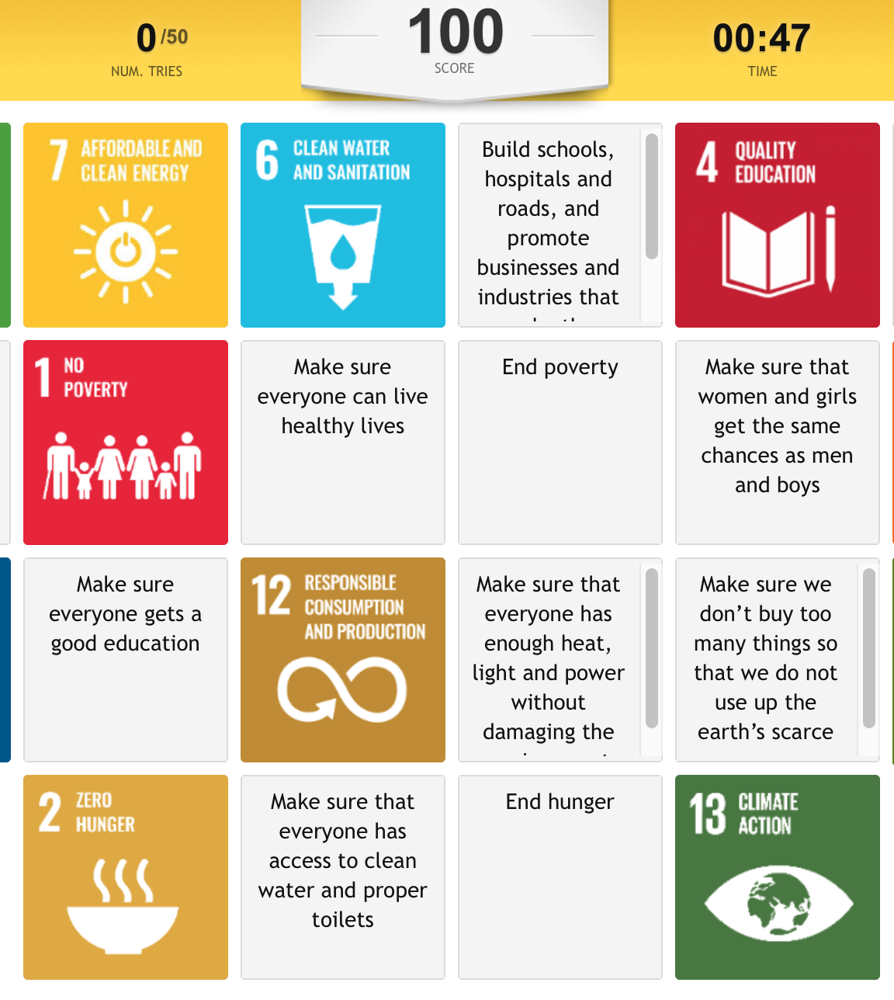 0/50
NUM. TRIES
100
SCORE
00:47
TIME
7 AFFORDABLE AND
CLEAN ENERGY
6 CLEAN WATER
AND SANITATION
Build schools,
hospitals and
roads, and
promote
businesses and
industries that
4 QUALITY
EDUCATION
1 NO
POVERTY
Make sure
everyone can live
healthy lives
End poverty
Make sure that
women and girls
get the same
chances as men
and boys
Make sure
everyone gets a
good education
12 RESPONSIBLE
CONSUMPTION
AND PRODUCTION
Make sure that
everyone has
enough heat,
light and power
without
damaging the
Make sure we
don’t buy too
many things so
that we do not
use up the
earth’s scarce
2 ZERO
HUNGER
Make sure that
everyone has
access to clean
water and proper
toilets
End hunger
13 CLIMATE
ACTION